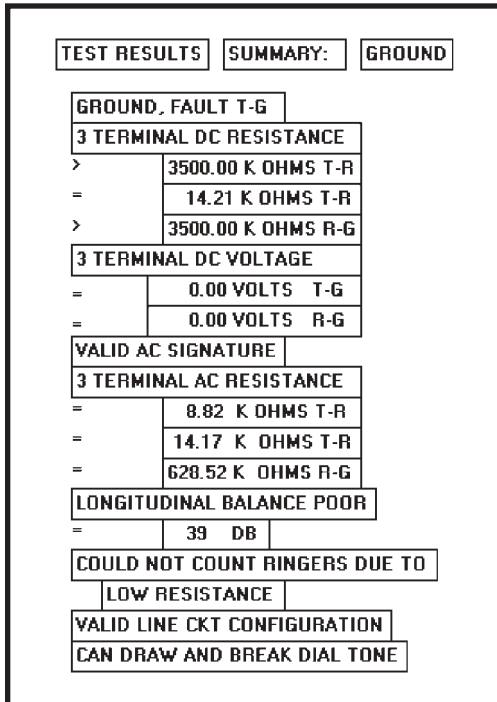 TEST RESULTS SUMMARY: GROUND
GROUND, FAULT T-G
3 TERMINAL DC RESISTANCE
> 3500.00 K OHMS T-R
= 14.21 K OHMS T-R
> 3500.00 K OHMS R-G
3 TERMINAL DC VOLTAGE
= 0.00 VOLTS T-G
= 0.00 VOLTS R-G
VALID AC SIGNATURE
3 TERMINAL AC RESISTANCE
= 8.82 K OHMS T-R
= 14.17 K OHMS T-R
= 628.52 K OHMS R-G
LONGITUDINAL BALANCE POOR
= 39 DB
COULD NOT COUNT RINGERS DUE TO
LOW RESISTANCE
VALID LINE CKT CONFIGURATION
CAN DRAW AND BREAK DIAL TONE